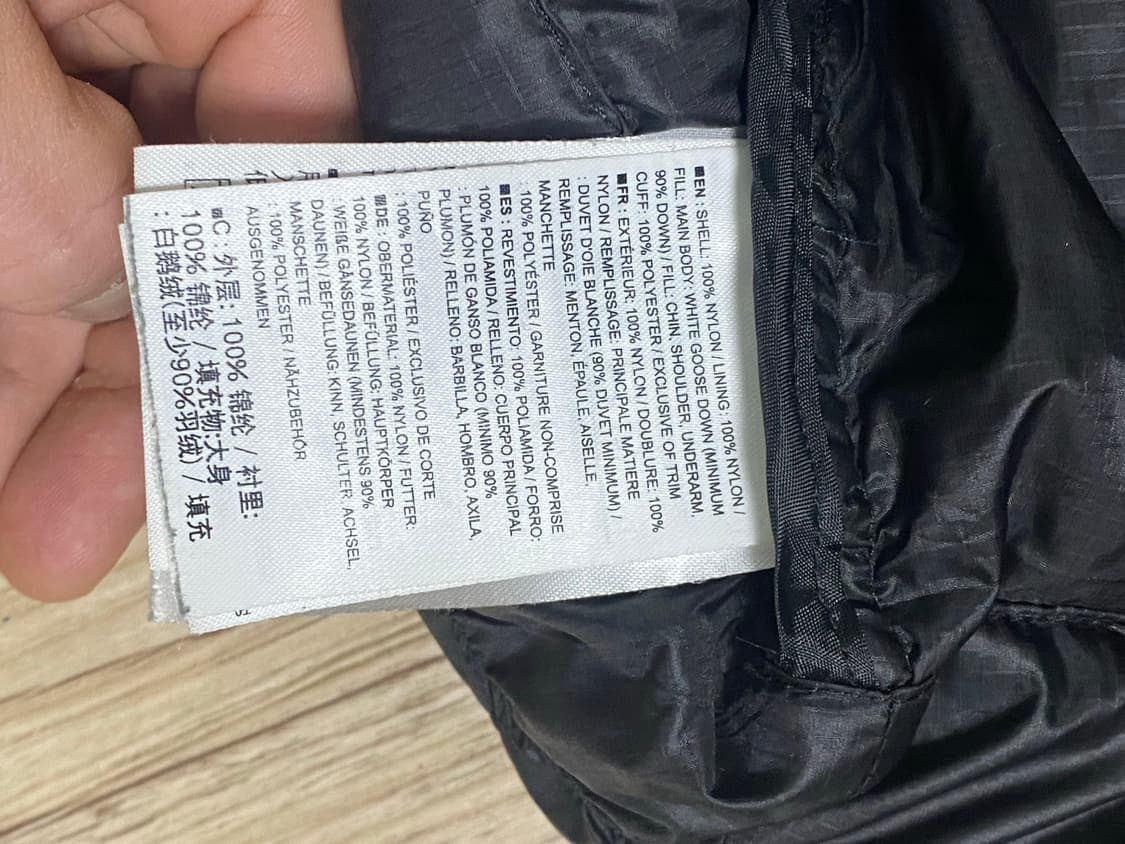 ■EN : SHELL: 100% NYLON / LINING: 100% NYLON /
FILL: MAIN BODY: WHITE GOOSE DOWN (MINIMUM
90% DOWN) / FILL: CHIN, SHOULDER, UNDERARM,
CUFF: 100% POLYESTER / EXCLUSIVE OF TRIM
■FR : EXTÉRIEUR: 100% NYLON / DOUBLURE: 100%
NYLON / REMPLISSAGE: PRINCIPALE MATIERE
: DUVET D'OIE BLANCHE (90% DUVET MINIMUM) /
REMPLISSAGE: MENTON, ÉPAULE, AISELLE,
MANCHETTE
: 100% POLYÉSTER / GARNITURE NON-COMPRISE
■ES : REVESTIMENTO: 100% POLIAMIDA / FORRO:
100% POLIAMIDA / RELLENO: CUERPO PRINCIPAL
: PLUMÓN DE GANSO BLANCO (MINIMO 90%
PLUMÓN) / RELLENO: BARBILLA, HOMBRO, AXILA,
PUÑO
: 100% POLIÉSTER / EXCLUSIVO DE CORTE
■DE : OBERMATERIAL: 100% NYLON / FUTTER:
100% NYLON / BEFÜLLUNG: HAUPTKÖRPER
: WEIßE GÄNSEDAUNEN (MINDESTENS 90%
DAUNEN) / BEFÜLLUNG: KINN, SCHULTER, ACHSEL,
MANSCHETTE
: 100% POLYESTER / NÄHZUBEHÖR
AUSGENOMMEN
■C : 外层 :100% 锦纶 / 衬里:
100% 锦纶 / 填充物:大身
: 白鹅绒(至少90%羽绒) / 填充